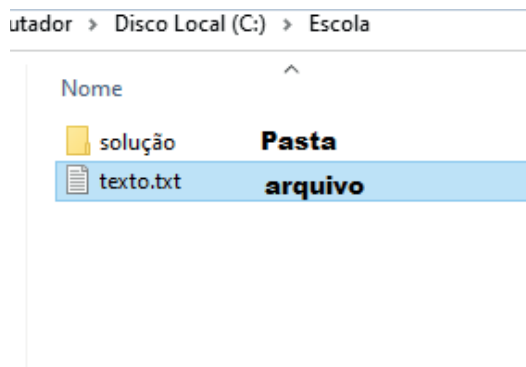 utador > Disco Local (C:) > Escola
Nome
solução Pasta
texto.txt arquivo